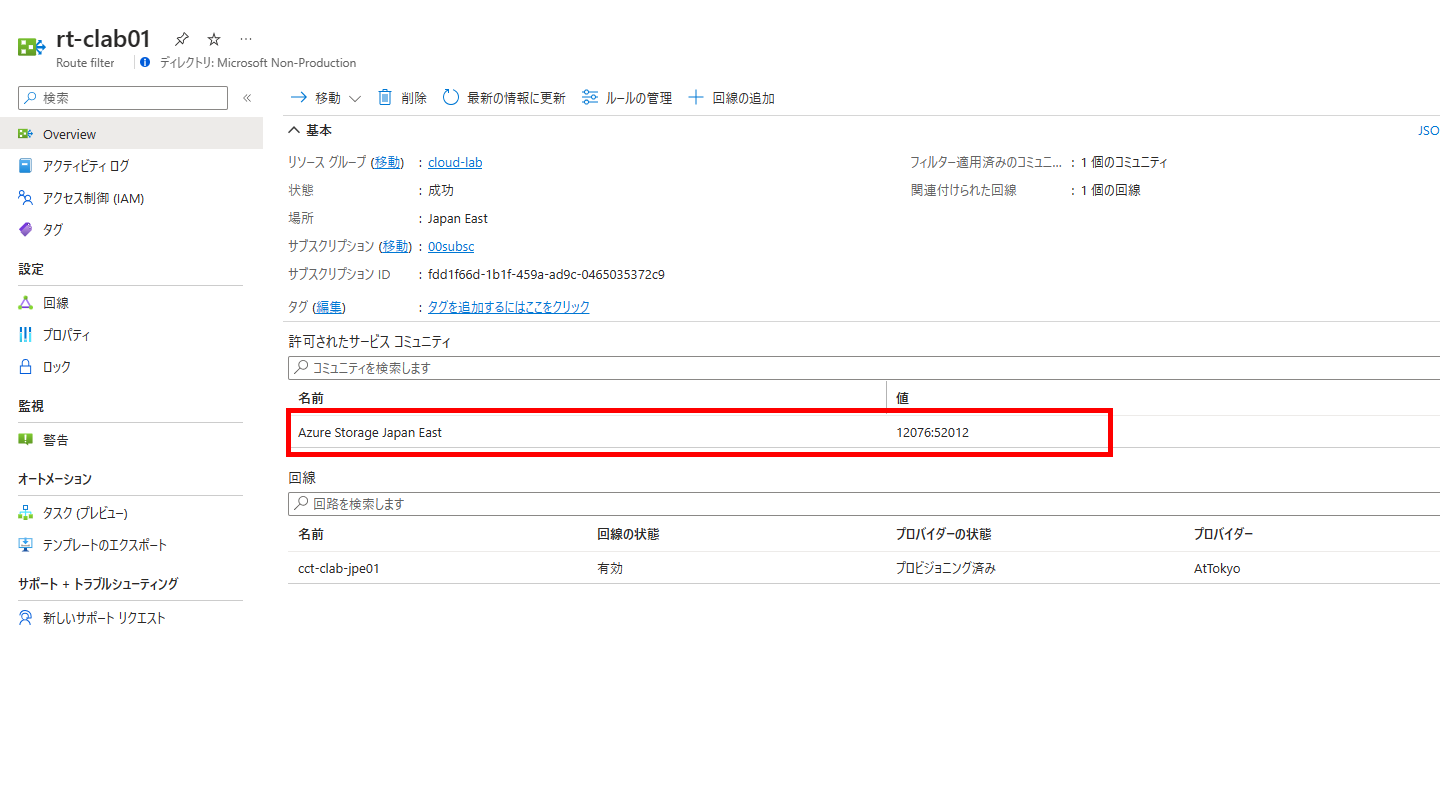 rt-clab01 ...
Route filter ディレクトリ: Microsoft Non-Production
検索 «
Overview
アクティビティ ログ
アクセス制御 (IAM)
タグ
設定
回線
プロパティ
ロック
監視
警告
オートメーション
タスク (プレビュー)
テンプレートのエクスポート
サポート + トラブルシューティング
新しいサポート リクエスト
移動 削除 最新の情報に更新 ルールの管理 回線の追加
基本 JSO
リソース グループ (移動) : cloud-lab フィルター適用済みのコミュニ... : 1 個のコミュニティ
状態 : 成功 関連付けられた回線 : 1 個の回線
場所 : Japan East
サブスクリプション (移動) : 00subsc
サブスクリプション ID : fdd1f66d-1b1f-459a-ad9c-0465035372c9
タグ (編集) : タグを追加するにはここをクリック
許可されたサービス コミュニティ
コミュニティを検索します
名前 値
Azure Storage Japan East 12076:52012
回線
回路を検索します
名前 回線の状態 プロバイダーの状態 プロバイダー
cct-clab-jpe01 有効 プロビジョニング済み AtTokyo